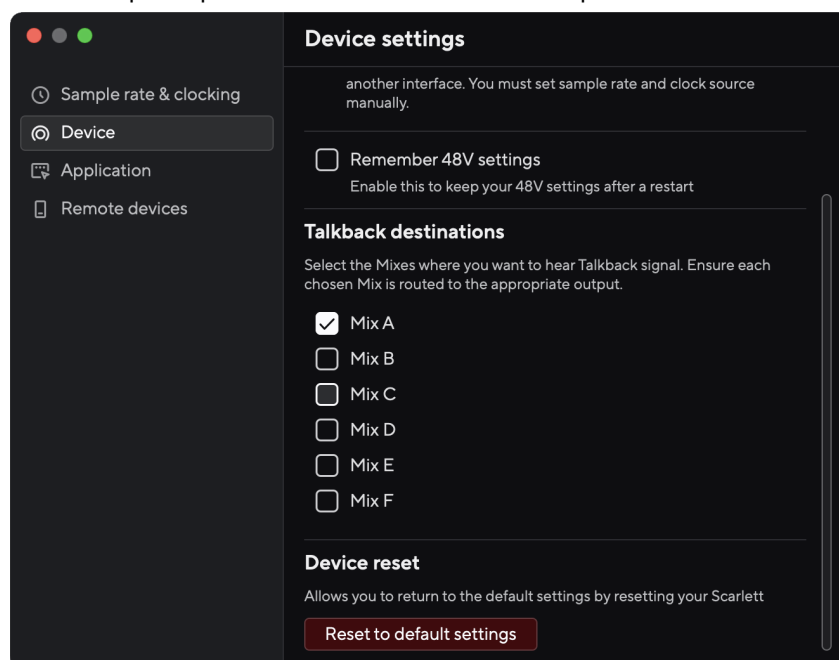 Device settings
Sample rate & clocking
Device
Application
Remote devices
another interface. You must set sample rate and clock source
manually.
Remember 48V settings
Enable this to keep your 48V settings after a restart
Talkback destinations
Select the Mixes where you want to hear Talkback signal. Ensure each
chosen Mix is routed to the appropriate output.
Mix A
Mix B
Mix C
Mix D
Mix E
Mix F
Device reset
Allows you to return to the default settings by resetting your Scarlett
Reset to default settings